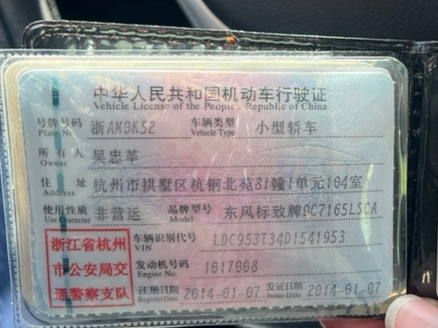 中华人民共和国机动车行驶证
Vehicle License of the People's Republic of China
号牌号码 浙AM0K52 车辆类型 小型轿车
Plate No. Vehicle Type
所有人 吴忠革
Owner
住址 杭州市拱墅区杭钢北苑81幢1单元104室
Address
使用性质 非营运 品牌型号 东风标致牌DC7165LSCA
Use Character Model
浙江省杭州
市公安局交
通警察支队
车辆识别代号 LDC953T34D1541953
VIN
发动机号码 1017008
Engine No.
注册日期 2014-01-07 发证日期 2014-01-07
Register Date Issue Date